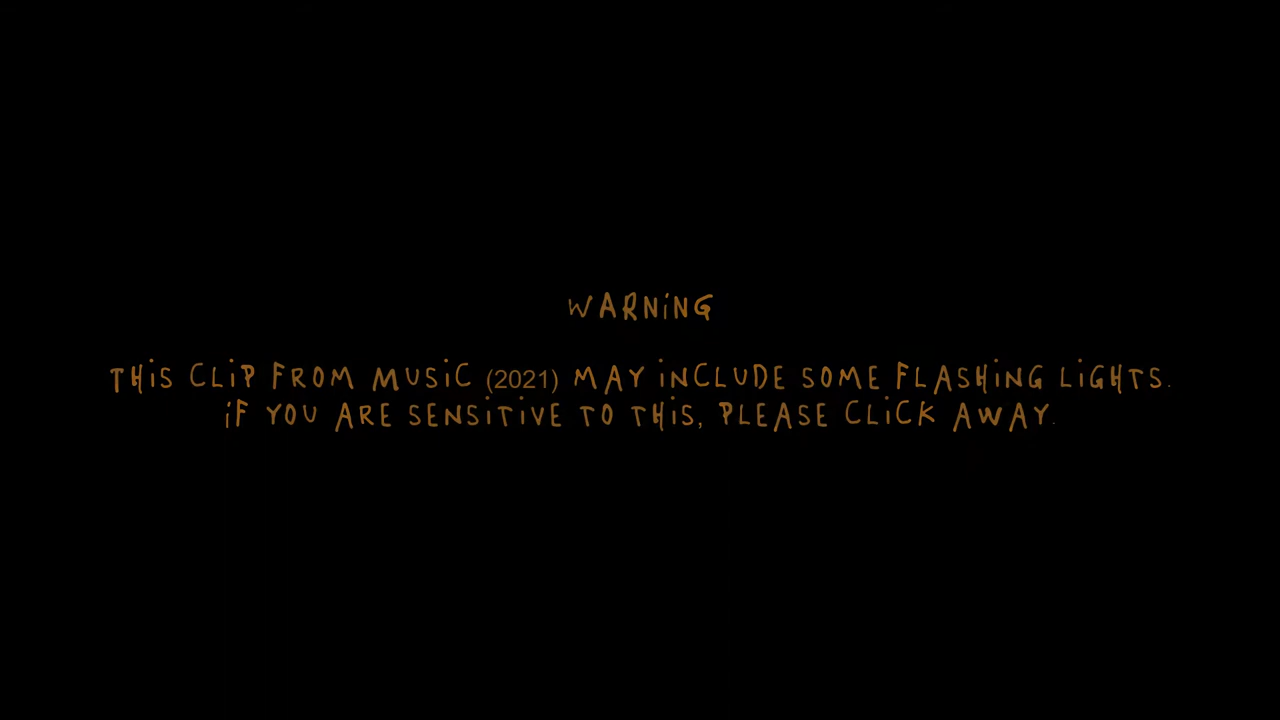 WARNiNG
THiS CLiP FROM MUSiC (2021) MAY iNCLUDE SOME FLASHiNG LiGHTS.
iF YOU ARE SENSiTiVE TO THiS, PLEASE CLiCK AWAY.